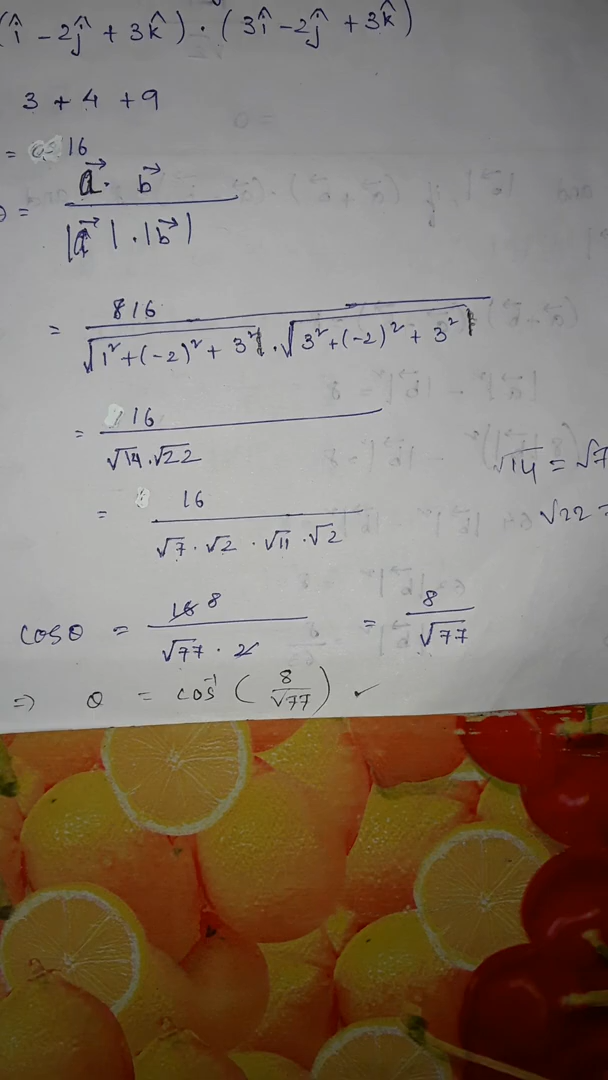 (î - 2ĵ + 3k̂) · (3î - 2ĵ + 3k̂)
3 + 4 + 9
= 16
= a⃗ · b⃗ / |a⃗| · |b⃗|
= 816 / √1² + (-2)² + 3² · √3² + (-2)² + 3²
= 16 / √14 · √22
√14 = √7
= 16 / √7 · √2 · √11 · √2
√22 =
cosθ = 16 8 / √77 · 2 = 8 / √77
⇒ θ = cos⁻¹ (8 / √77) ✓